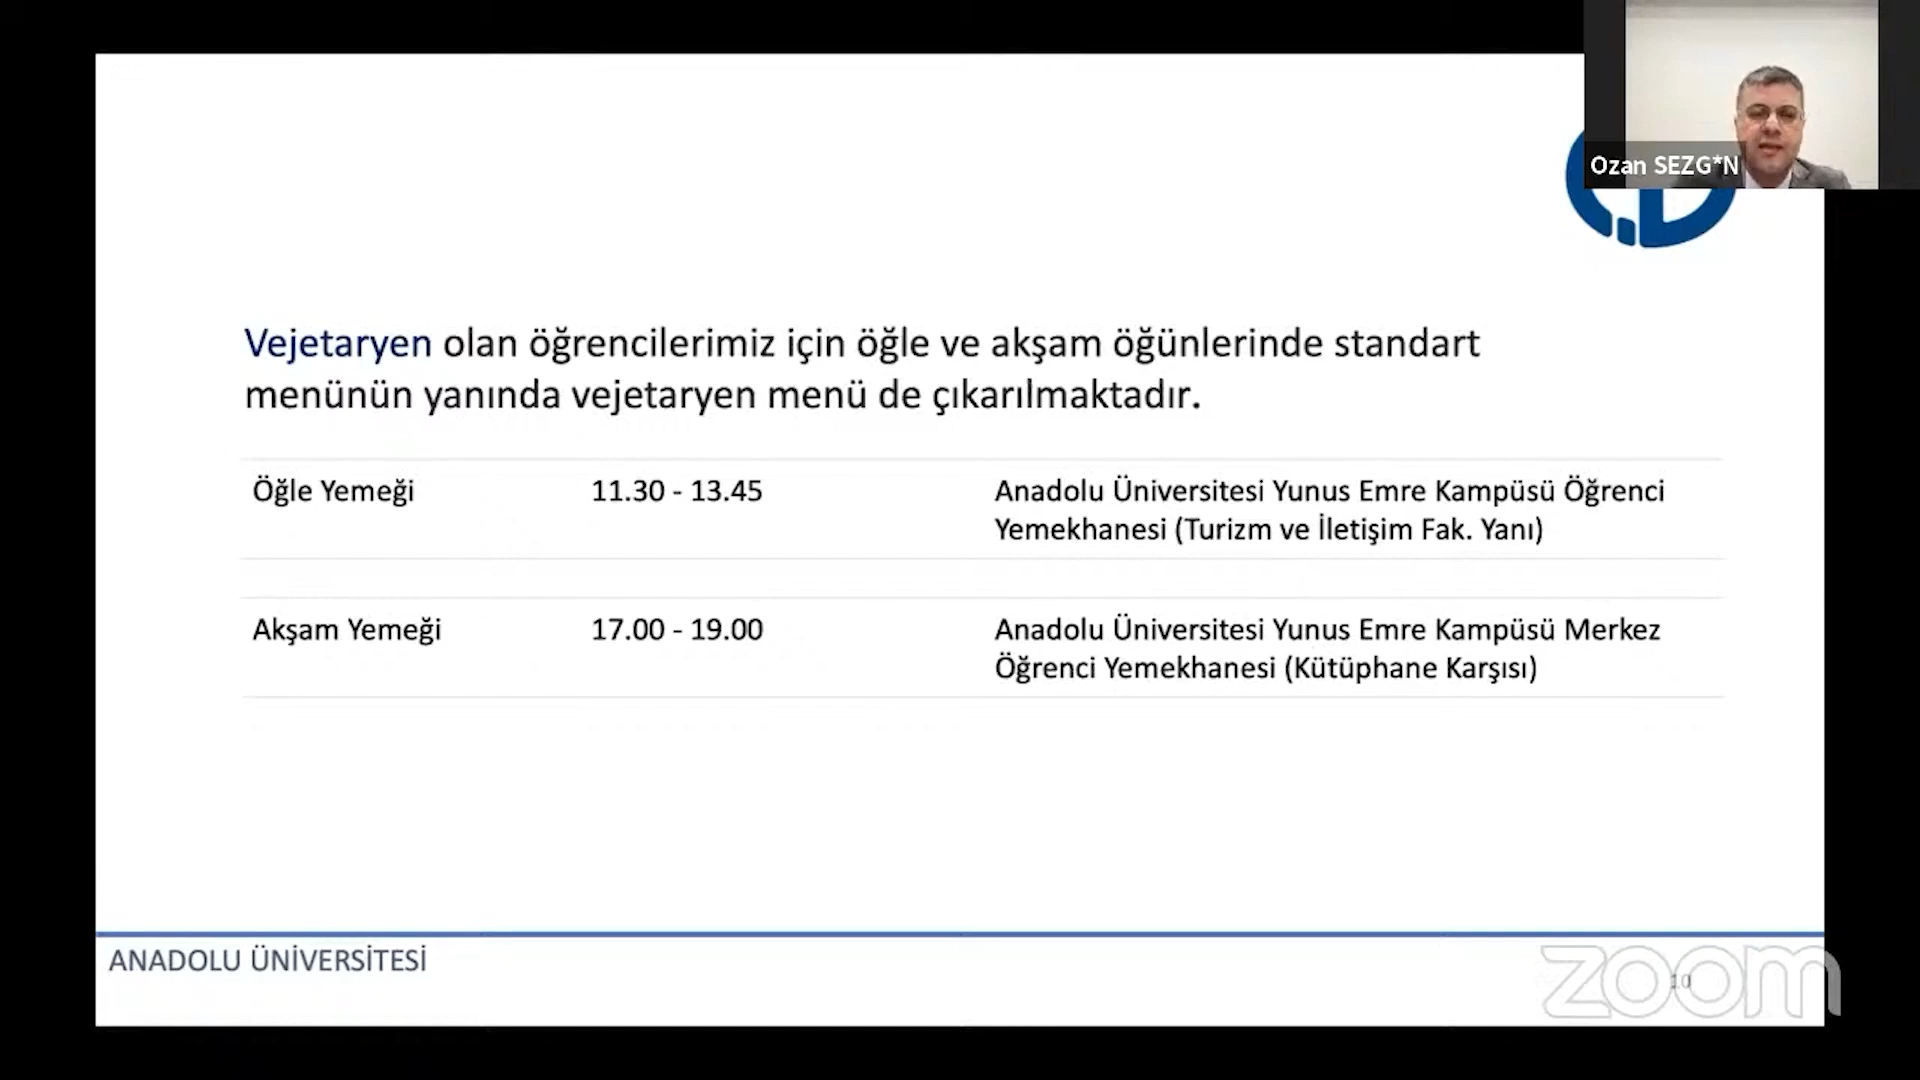 Ozan SEZG*N
Vejetaryen olan öğrencilerimiz için öğle ve akşam öğünlerinde standart
menünün yanında vejetaryen menü de çıkarılmaktadır.
Öğle Yemeği 11.30 - 13.45 Anadolu Üniversitesi Yunus Emre Kampüsü Öğrenci
Yemekhanesi (Turizm ve İletişim Fak. Yanı)
Akşam Yemeği 17.00 - 19.00 Anadolu Üniversitesi Yunus Emre Kampüsü Merkez
Öğrenci Yemekhanesi (Kütüphane Karşısı)
ANADOLU ÜNİVERSİTESİ
10
zoom